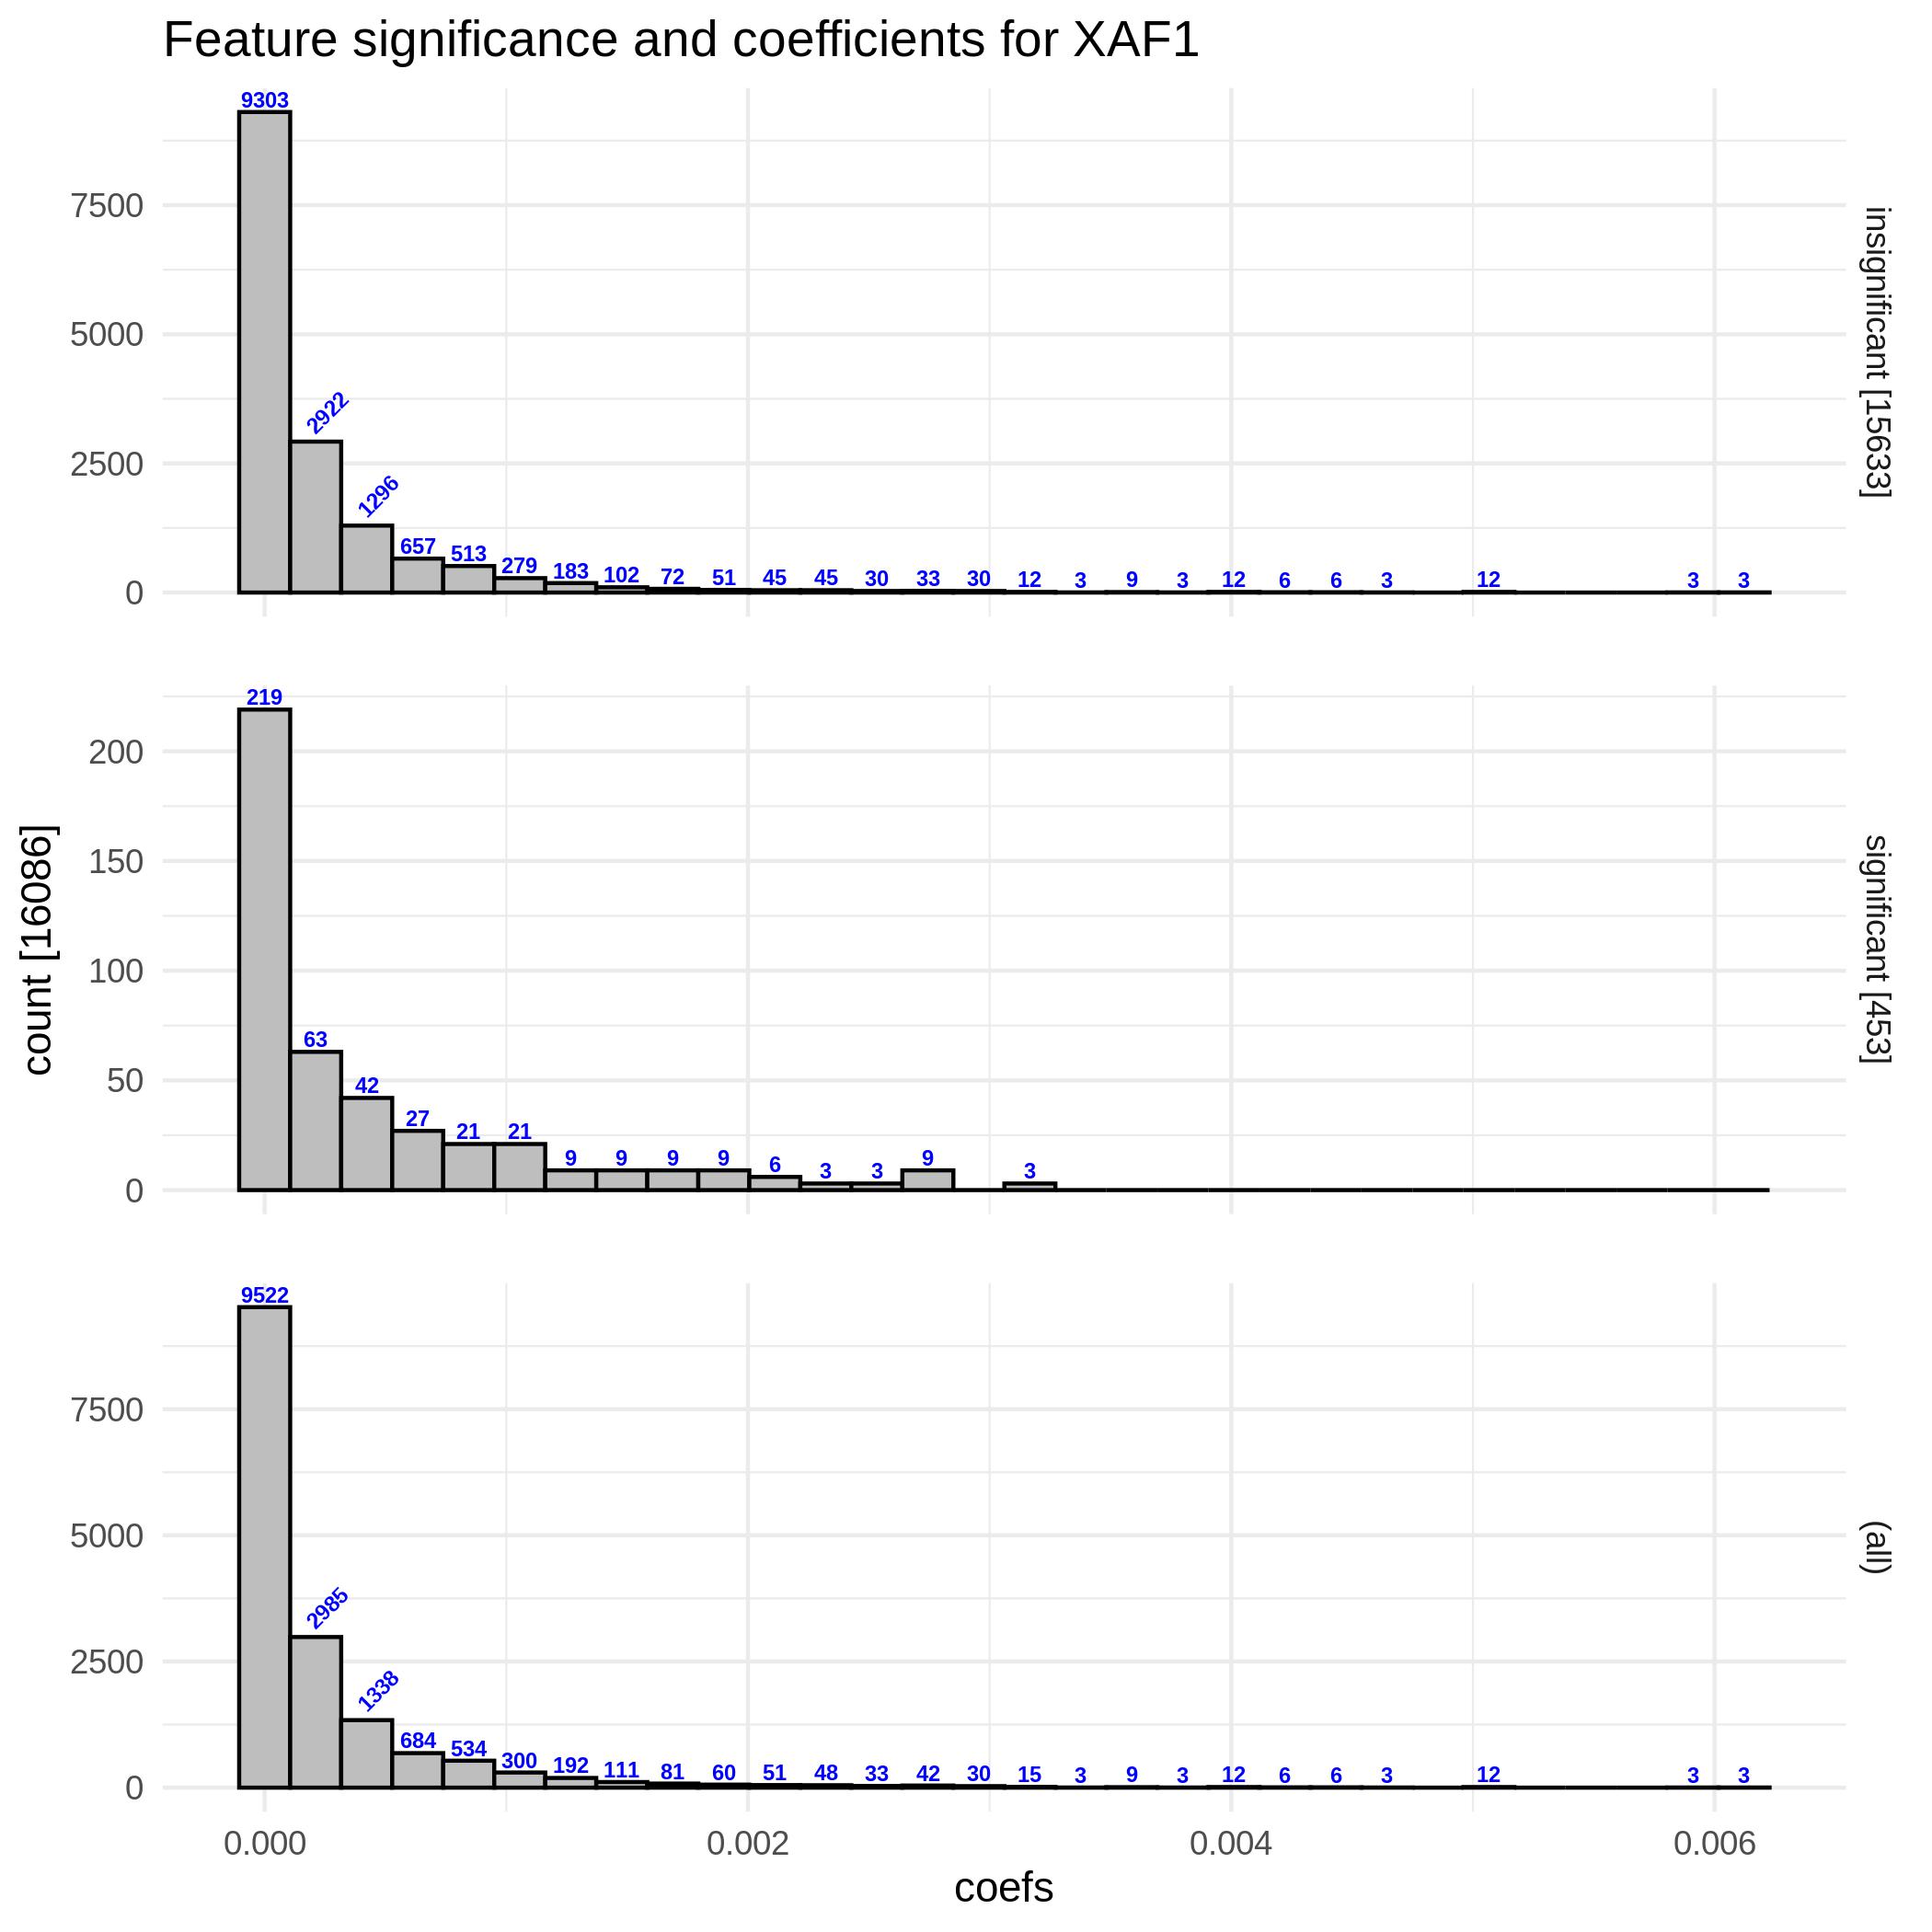 Feature significance and coefficients for XAF1
count [16086]
7500
5000
2500
0
9303
2922
1296
657 513 279 183 102 72 51 45 45 30 33 30 12 3 9 3 12 6 6 3 12 3 3
insignificant [15633]
200
150
100
50
0
219
63
42
27 21 21 9 9 9 9 6 3 3 9 3
significant [453]
7500
5000
2500
0
9522
2985
1338
684 534 300 192 111 81 60 51 48 33 42 30 15 3 9 3 12 6 6 3 12 3 3
(all)
0.000 0.002 0.004 0.006
coefs